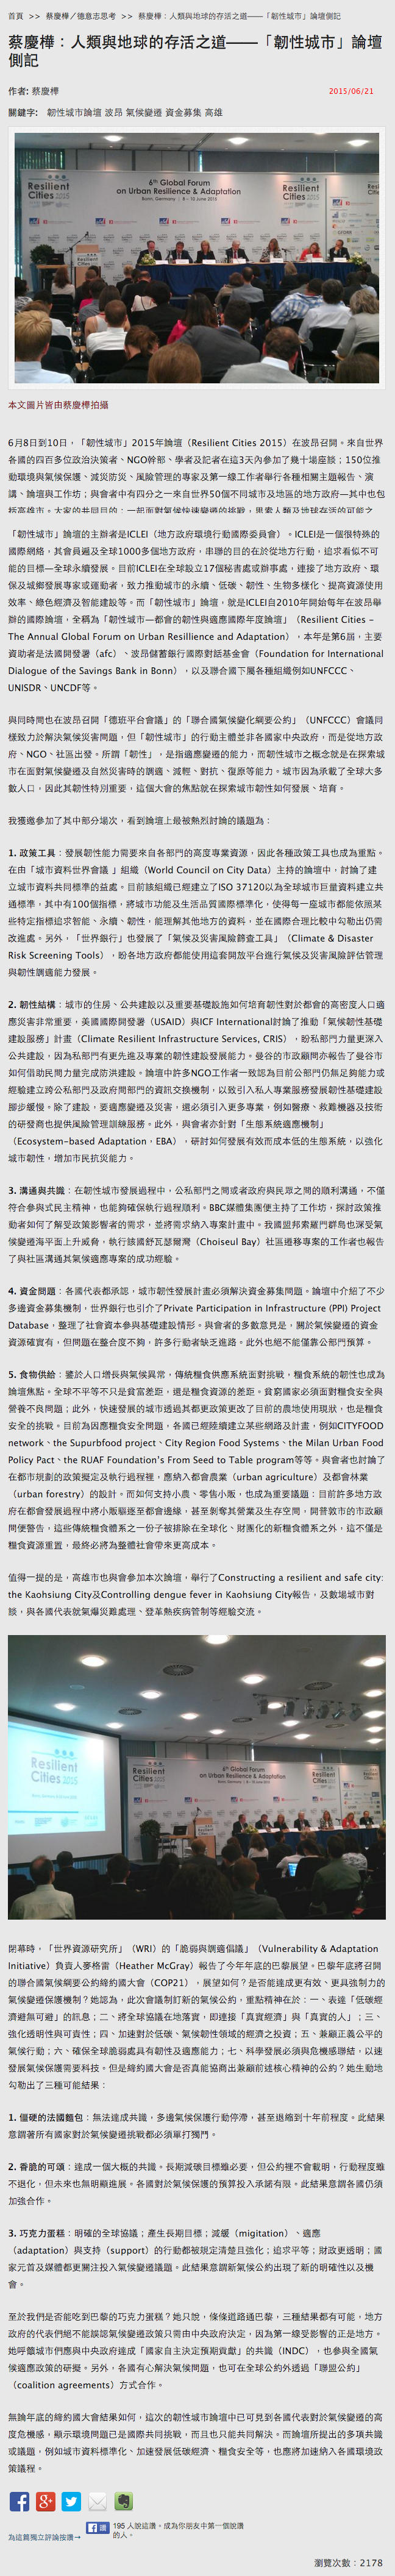 首頁 >> 蔡慶樺／德意志思考 >> 蔡慶樺：人類與地球的存活之道——「韌性城市」論壇側記
蔡慶樺：人類與地球的存活之道——「韌性城市」論壇
側記
作者: 蔡慶樺
2015/06/21
關鍵字: 韌性城市論壇 波昂 氣候變遷 資金募集 高雄
Resilient
Cities 2015
6th Global Forum
on Urban Resilience & Adaptation
Bonn, Germany | 8 – 10 June 2015
Resilient
Cities 2015
本文圖片皆由蔡慶樺拍攝
6月8日到10日，「韌性城市」2015年論壇（Resilient Cities 2015）在波昂召開。來自世界
各國的四百多位政治決策者、NGO幹部、學者及記者在這3天內參加了幾十場座談；150位推
動環境與氣候保護、減災防災、風險管理的專家及第一線工作者舉行各種相關主題報告、演
講、論壇與工作坊；與會者中有四分之一來自世界50個不同城市及地區的地方政府—其中也包
括高雄市。大家的共同目的：一起面對氣候快速變遷的挑戰，思索人類及地球存活的可能之
「韌性城市」論壇的主辦者是ICLEI（地方政府環境行動國際委員會）。ICLEI是一個很特殊的
國際網絡，其會員遍及全球1000多個地方政府，串聯的目的在於從地方行動，追求看似不可
能的目標—全球永續發展。目前ICLEI在全球設立17個秘書處或辦事處，連接了地方政府、環
保及城鄉發展專家或運動者，致力推動城市的永續、低碳、韌性、生物多樣化、提高資源使用
效率、綠色經濟及智能建設等。而「韌性城市」論壇，就是ICLEI自2010年開始每年在波昂舉
辦的國際論壇，全稱為「韌性城市—都會的韌性與適應國際年度論壇」（Resilient Cities -
The Annual Global Forum on Urban Resillience and Adaptation），本年是第6屆，主要
資助者是法國開發署（afc）、波昂儲蓄銀行國際對話基金會（Foundation for International
Dialogue of the Savings Bank in Bonn），以及聯合國下屬各種組織例如UNFCCC、
UNISDR、UNCDF等。
與同時間也在波昂召開「德班平台會議」的「聯合國氣候變化綱要公約」（UNFCCC）會議同
樣致力於解決氣候災害問題，但「韌性城市」的行動主體並非各國家中央政府，而是從地方政
府、NGO、社區出發。所謂「韌性」，是指適應變遷的能力，而韌性城市之概念就是在探索城
市在面對氣候變遷及自然災害時的調適、減輕、對抗、復原等能力。城市因為承載了全球大多
數人口，因此其韌性特別重要，這個大會的焦點就在探索城市韌性如何發展、培育。
我獲邀參加了其中部分場次，看到論壇上最被熱烈討論的議題為：
1. 政策工具：發展韌性能力需要來自各部門的高度專業資源，因此各種政策工具也成為重點。
在由「城市資料世界會議 」組織（World Council on City Data）主持的論壇中，討論了建
立城市資料共同標準的益處。目前該組織已經建立了ISO 37120以為全球城市巨量資料建立共
通標準，其中有100個指標，將城市功能及生活品質國際標準化，使得每一座城市都能依照某
些特定指標追求智能、永續、韌性，能理解其他地方的資料，並在國際合理比較中勾勒出仍需
改進處。另外，「世界銀行」也發展了「氣候及災害風險篩查工具」（Climate & Disaster
Risk Screening Tools），盼各地方政府都能使用這套開放平台進行氣候及災害風險評估管理
與韌性調適能力發展。
2. 韌性結構：城市的住房、公共建設以及重要基礎設施如何培育韌性對於都會的高密度人口適
應災害非常重要，美國國際開發署（USAID）與ICF International討論了推動「氣候韌性基礎
建設服務」計畫（Climate Resilient Infrastructure Services, CRIS），盼私部門力量更深入
公共建設，因為私部門有更先進及專業的韌性建設發展能力。曼谷的市政顧問亦報告了曼谷市
如何借助民間力量完成防洪建設。論壇中許多NGO工作者一致認為目前公部門仍無足夠能力或
經驗建立跨公私部門及政府間部門的資訊交換機制，以致引入私人專業服務發展韌性基礎建設
腳步緩慢。除了建設，要適應變遷及災害，還必須引入更多專業，例如醫療、救難機器及技術
的研發商也提供風險管理訓練服務。此外，與會者亦針對「生態系統適應機制」
（Ecosystem-based Adaptation，EBA），研討如何發展有效而成本低的生態系統，以強化
城市韌性，增加市民抗災能力。
3. 溝通與共識：在韌性城市發展過程中，公私部門之間或者政府與民眾之間的順利溝通，不僅
符合參與式民主精神，也能夠確保執行過程順利。BBC媒體集團便主持了工作坊，探討政策推
動者如何了解受政策影響者的需求，並將需求納入專案計畫中。我國盟邦索羅門群島也深受氣
候變遷海平面上升威脅，執行該國舒瓦瑟爾灣（Choiseul Bay）社區遷移專案的工作者也報告
了與社區溝通其氣候適應專案的成功經驗。
4. 資金問題：各國代表都承認，城市韌性發展計畫必須解決資金募集問題。論壇中介紹了不少
多邊資金募集機制，世界銀行也引介了Private Participation in Infrastructure (PPI) Project
Database，整理了社會資本參與基礎建設情形。與會者的多數意見是，關於氣候變遷的資金
資源確實有，但問題在整合度不夠，許多行動者缺乏進路。此外也絕不能僅靠公部門預算。
5. 食物供給：鑒於人口增長與氣候異常，傳統糧食供應系統面對挑戰，糧食系統的韌性也成為
論壇焦點。全球不平等不只是貧富差距，還是糧食資源的差距。貧窮國家必須面對糧食安全與
營養不良問題；此外，快速發展的城市透過其都更政策更改了目前的農地使用現狀，也是糧食
安全的挑戰。目前為因應糧食安全問題，各國已經陸續建立某些網路及計畫，例如CITYFOOD
network、the Supurbfood project、City Region Food Systems、the Milan Urban Food
Policy Pact、the RUAF Foundation's From Seed to Table program等等。與會者也討論了
在都市規劃的政策擬定及執行過程裡，應納入都會農業（urban agriculture）及都會林業
（urban forestry）的設計。而如何支持小農、零售小販，也成為重要議題：目前許多地方政
府在都會發展過程中將小販驅逐至都會邊緣，甚至剝奪其營業及生存空間，開普敦市的市政顧
問便警告，這些傳統糧食體系之一份子被排除在全球化、財團化的新糧食體系之外，這不僅是
糧食資源重置，最終必將為整體社會帶來更高成本。
值得一提的是，高雄市也與會參加本次論壇，舉行了Constructing a resilient and safe city:
the Kaohsiung City及Controlling dengue fever in Kaohsiung City報告，及數場城市對
談，與各國代表就氣爆災難處理、登革熱疾病管制等經驗交流。
Resilient
Cities 2015
Resilient
Cities 2015
6th Global Forum
on Urban Resilience & Adaptation
Bonn, Germany | 8 – 10 June 2015
閉幕時，「世界資源研究所」（WRI）的「脆弱與調適倡議」（Vulnerability & Adaptation
Initiative）負責人麥格雷（Heather McGray）報告了今年年底的巴黎展望。巴黎年底將召開
的聯合國氣候綱要公約締約國大會（COP21），展望如何？是否能達成更有效、更具強制力的
氣候變遷保護機制？她認為，此次會議制訂新的氣候公約，重點精神在於：一、表達「低碳經
濟避無可避」的訊息；二、將全球協議在地落實，即連接「真實經濟」與「真實的人」；三、
強化透明性與可責性；四、加速對於低碳、氣候韌性領域的經濟之投資；五、兼顧正義公平的
氣候行動；六、確保全球脆弱處具有韌性及適應能力；七、科學發展必須與危機感聯結，以速
發展氣候保護需要科技。但是締約國大會是否真能協商出兼顧前述核心精神的公約？她生動地
勾勒出了三種可能結果：
1. 僵硬的法國麵包：無法達成共識，多邊氣候保護行動停滯，甚至退縮到十年前程度。此結果
意謂著所有國家對於氣候變遷挑戰都必須單打獨鬥。
2. 香脆的可頌：達成一個大概的共識。長期減碳目標雖必要，但公約裡不會載明，行動程度雖
不退化，但未來也無明顯進展。各國對於氣候保護的預算投入承諾有限。此結果意謂各國仍須
加強合作。
3. 巧克力蛋糕：明確的全球協議；產生長期目標；減緩（migitation）、適應
（adaptation）與支持（support）的行動都被規定清楚且強化；追求平等；財政更透明；國
家元首及媒體都更關注投入氣候變遷議題。此結果意謂新氣候公約出現了新的明確性以及機
會。
至於我們是否能吃到巴黎的巧克力蛋糕？她只說，條條道路通巴黎，三種結果都有可能，地方
政府的代表們絕不能誤認氣候變遷政策只需由中央政府決定，因為第一線受影響的正是地方。
她呼籲城市們應與中央政府達成「國家自主決定預期貢獻」的共識（INDC），也參與全國氣
候適應政策的研擬。另外，各國有心解決氣候問題，也可在全球公約外透過「聯盟公約」
（coalition agreements）方式合作。
無論年底的締約國大會結果如何，這次的韌性城市論壇中已可見到各國代表對於氣候變遷的高
度危機感，顯示環境問題已是國際共同挑戰，而且也只能共同解決。而論壇所提出的多項共識
或議題，例如城市資料標準化、加速發展低碳經濟、糧食安全等，也應將加速納入各國環境政
策議程。
為這篇獨立評論按讚→
讚
195 人說這讚。成為你朋友中第一個說讚
的人。
瀏覽次數：2178